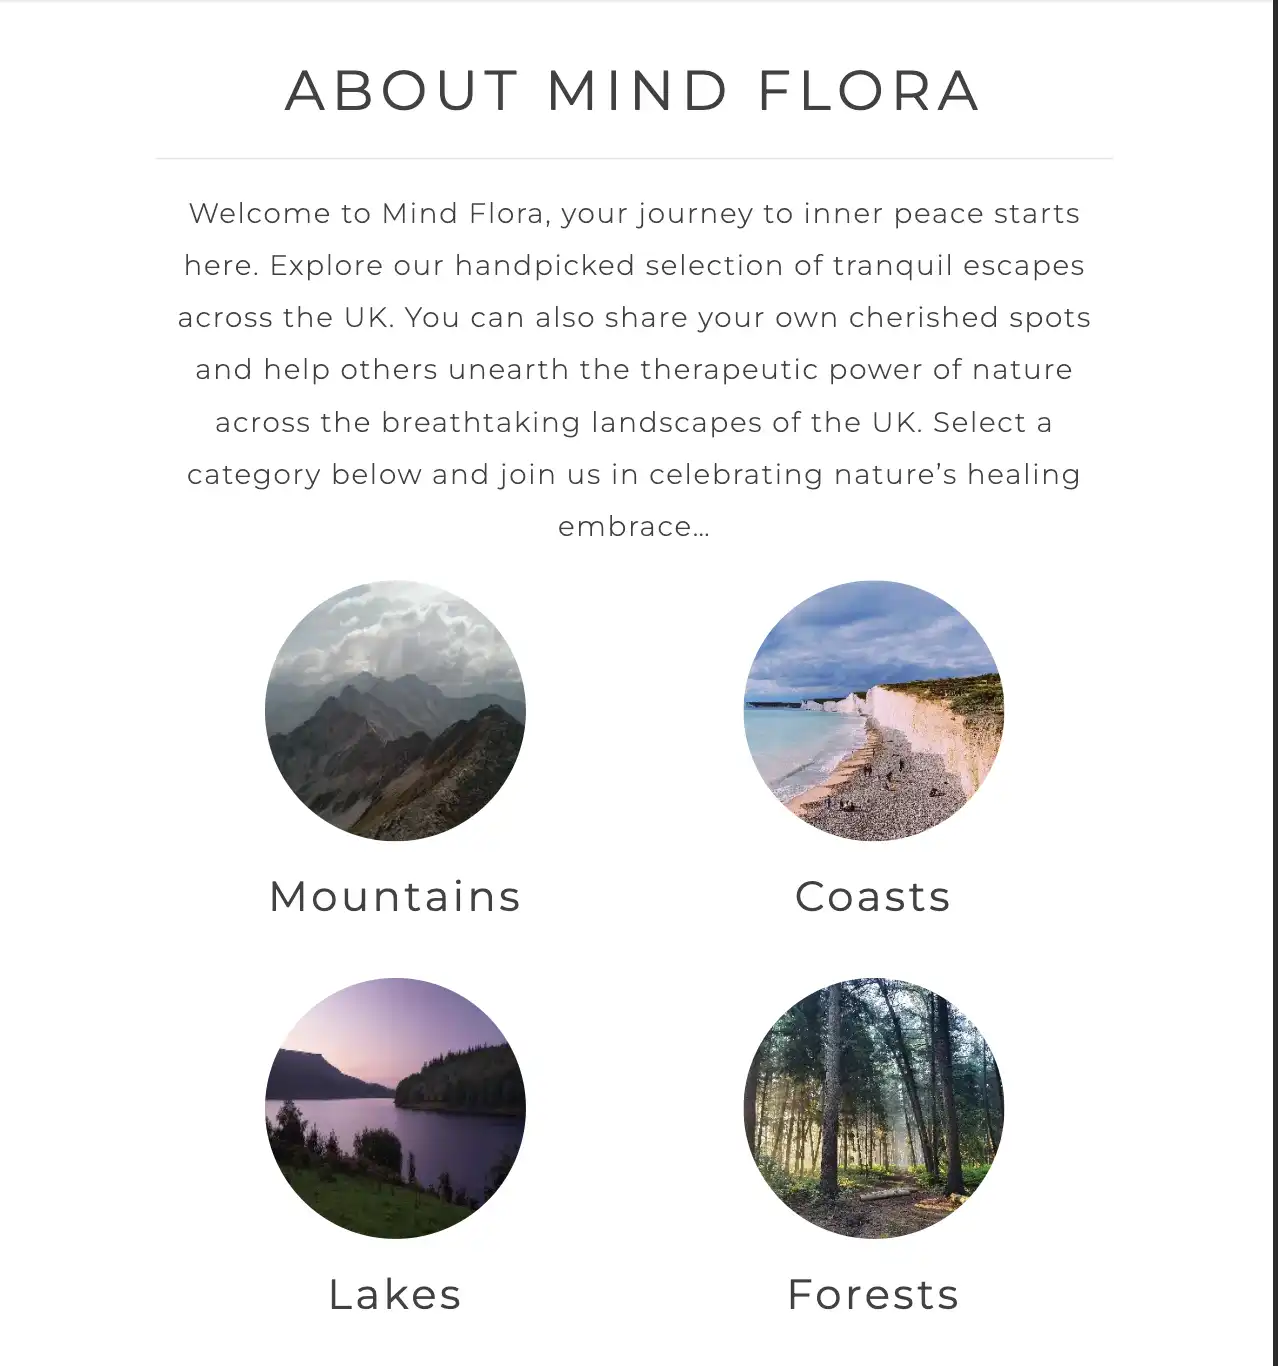 ABOUT MIND FLORA
Welcome to Mind Flora, your journey to inner peace starts
here. Explore our handpicked selection of tranquil escapes
across the UK. You can also share your own cherished spots
and help others unearth the therapeutic power of nature
across the breathtaking landscapes of the UK. Select a
category below and join us in celebrating nature’s healing
embrace…
Mountains
Coasts
Lakes
Forests